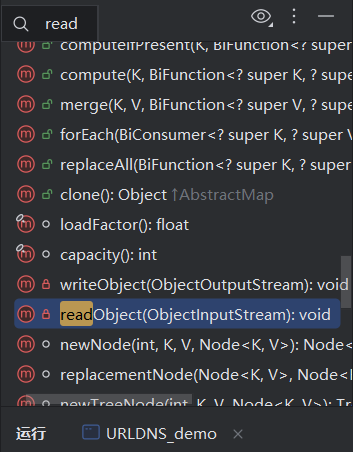 read
computeIfPresent(K, BiFunction<? super
compute(K, BiFunction<? super K, ? super
merge(K, V, BiFunction<? super V, ? super
forEach(BiConsumer<? super K, ? super V
replaceAll(BiFunction<? super K, ? super
clone(): Object ↑AbstractMap
loadFactor(): float
capacity(): int
writeObject(ObjectOutputStream): void
readObject(ObjectInputStream): void
newNode(int, K, V, Node<K, V>): Node<
replacementNode(Node<K, V>, Node<
newTreeNode(int, K, V, Node<K, V>): Tr
运行 URLDNS_demo